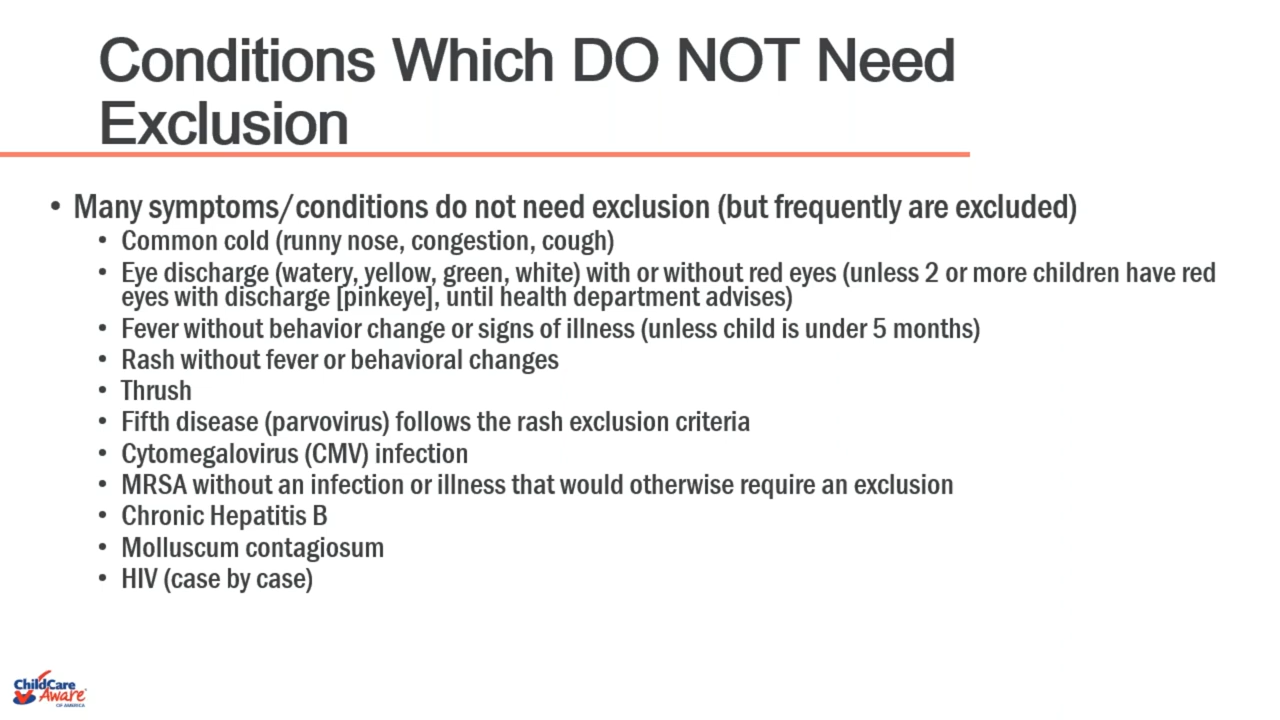 Conditions Which DO NOT Need
Exclusion
• Many symptoms/conditions do not need exclusion (but frequently are excluded)
• Common cold (runny nose, congestion, cough)
• Eye discharge (watery, yellow, green, white) with or without red eyes (unless 2 or more children have red
eyes with discharge [pinkeye], until health department advises)
• Fever without behavior change or signs of illness (unless child is under 5 months)
• Rash without fever or behavioral changes
• Thrush
• Fifth disease (parvovirus) follows the rash exclusion criteria
• Cytomegalovirus (CMV) infection
• MRSA without an infection or illness that would otherwise require an exclusion
• Chronic Hepatitis B
• Molluscum contagiosum
• HIV (case by case)
ChildCare
Aware
OF AMERICA